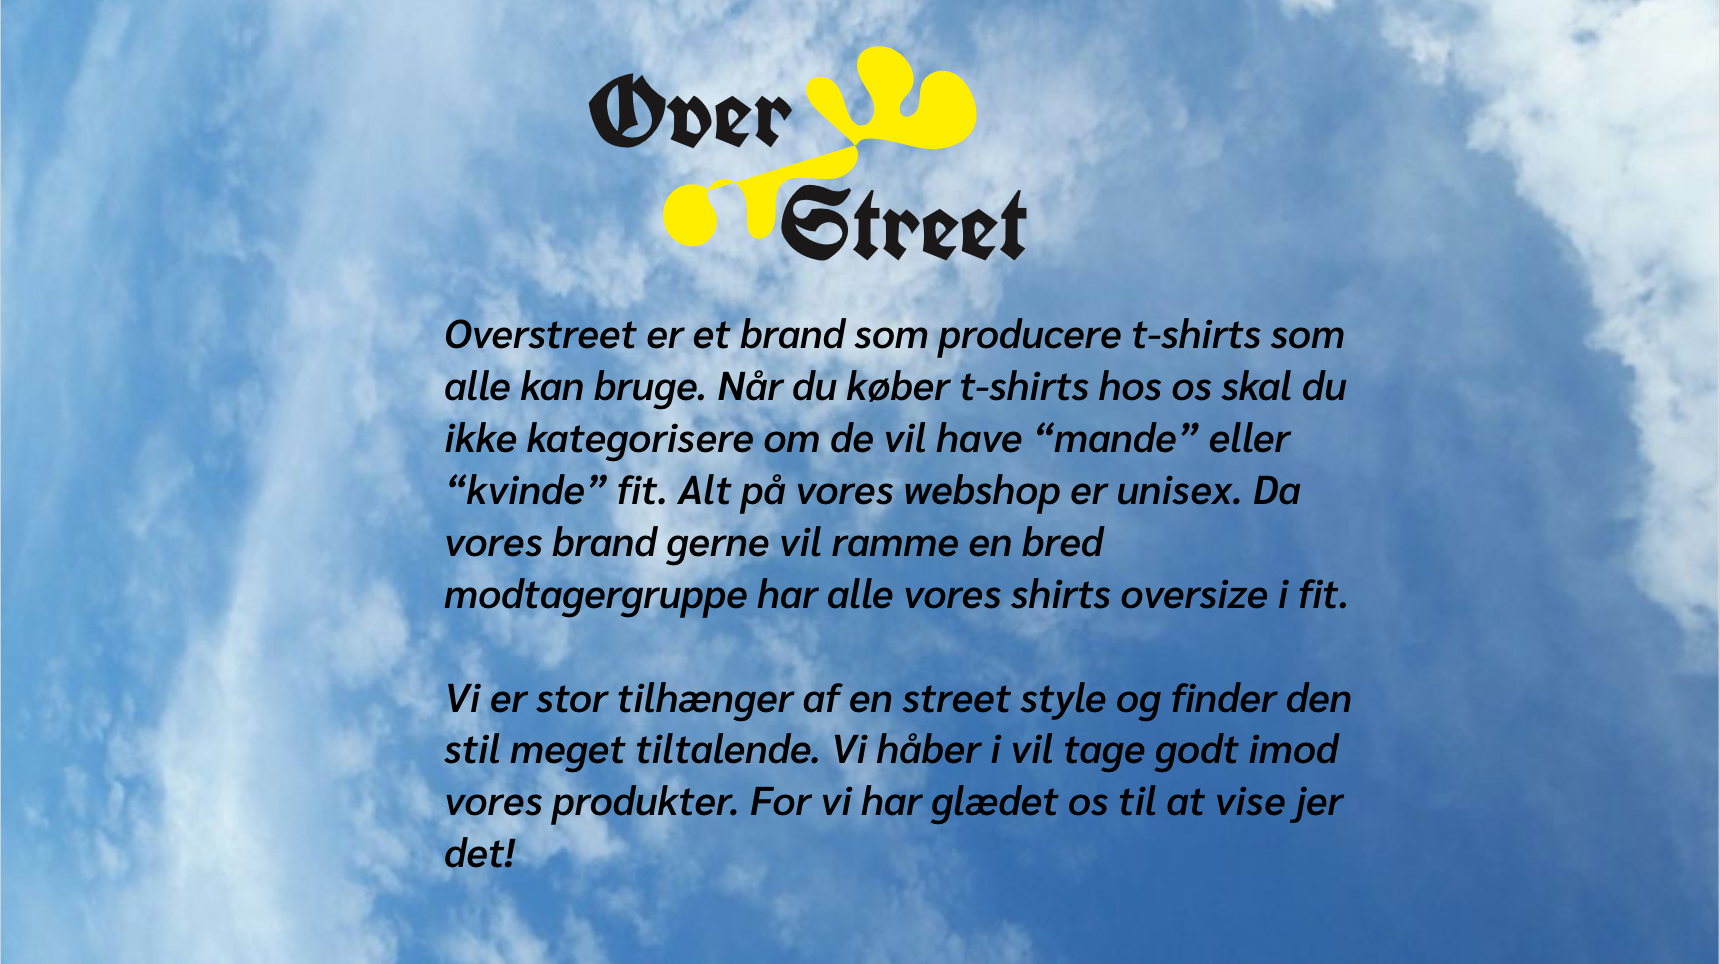 Over
Street
Overstreet er et brand som producere t-shirts som
alle kan bruge. Når du køber t-shirts hos os skal du
ikke kategorisere om de vil have “mande” eller
“kvinde” fit. Alt på vores webshop er unisex. Da
vores brand gerne vil ramme en bred
modtagergruppe har alle vores shirts oversize i fit.
Vi er stor tilhænger af en street style og finder den
stil meget tiltalende. Vi håber i vil tage godt imod
vores produkter. For vi har glædet os til at vise jer
det!